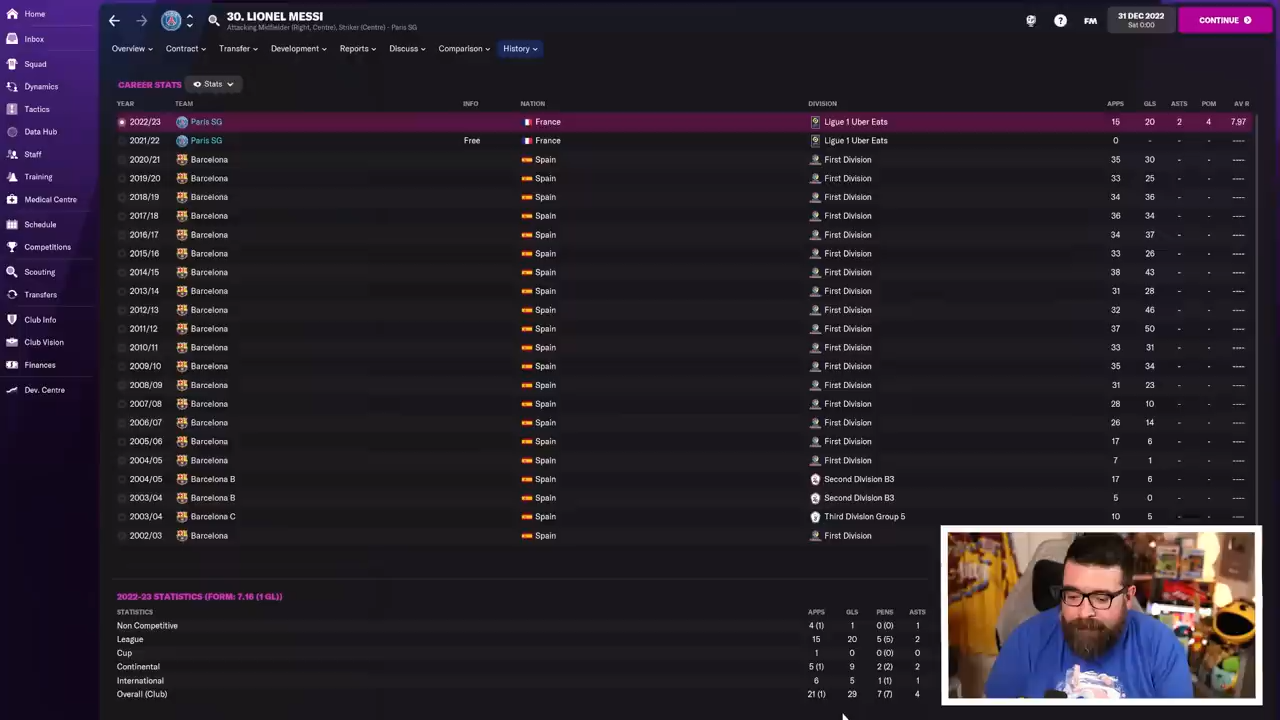 Home
Inbox
Squad
Dynamics
Tactics
Data Hub
Staff
Training
Medical Centre
Schedule
Competitions
Scouting
Transfers
Club Info
Club Vision
Finances
Dev. Centre
30. LIONEL MESSI
Attacking Midfielder (Right, Centre), Striker (Centre) - Paris SG
FM
31 DEC 2022
Sat 0:00
CONTINUE
Overview Contract Transfer Development Reports Discuss Comparison History
CAREER STATS Stats
YEAR TEAM INFO NATION DIVISION APPS GLS ASTS POM AV R
2022/23 Paris SG France Ligue 1 Uber Eats 15 20 2 4 7.97
2021/22 Paris SG Free France Ligue 1 Uber Eats 0 - - - ----
2020/21 Barcelona Spain First Division 35 30 - - ----
2019/20 Barcelona Spain First Division 33 25 - - ----
2018/19 Barcelona Spain First Division 34 36 - - ----
2017/18 Barcelona Spain First Division 36 34 - - ----
2016/17 Barcelona Spain First Division 34 37 - - ----
2015/16 Barcelona Spain First Division 33 26 - - ----
2014/15 Barcelona Spain First Division 38 43 - - ----
2013/14 Barcelona Spain First Division 31 28 - - ----
2012/13 Barcelona Spain First Division 32 46 - - ----
2011/12 Barcelona Spain First Division 37 50 - - ----
2010/11 Barcelona Spain First Division 33 31 - - ----
2009/10 Barcelona Spain First Division 35 34 - - ----
2008/09 Barcelona Spain First Division 31 23 - - ----
2007/08 Barcelona Spain First Division 28 10 - - ----
2006/07 Barcelona Spain First Division 26 14 - - ----
2005/06 Barcelona Spain First Division 17 6 - - ----
2004/05 Barcelona Spain First Division 7 1 - - ----
2004/05 Barcelona B Spain Second Division B3 17 6 - - ----
2003/04 Barcelona B Spain Second Division B3 5 0 - - ----
2003/04 Barcelona C Spain Third Division Group 5 10 5 - - ----
2002/03 Barcelona Spain First Division
2022-23 STATISTICS (FORM: 7.16 (1 GL))
STATISTICS APPS GLS PENS ASTS
Non Competitive 4 (1) 1 0 (0) 1
League 15 20 5 (5) 2
Cup 1 0 0 (0) 0
Continental 5 (1) 9 2 (2) 2
International 6 5 1 (1) 1
Overall (Club) 21 (1) 29 7 (7) 4